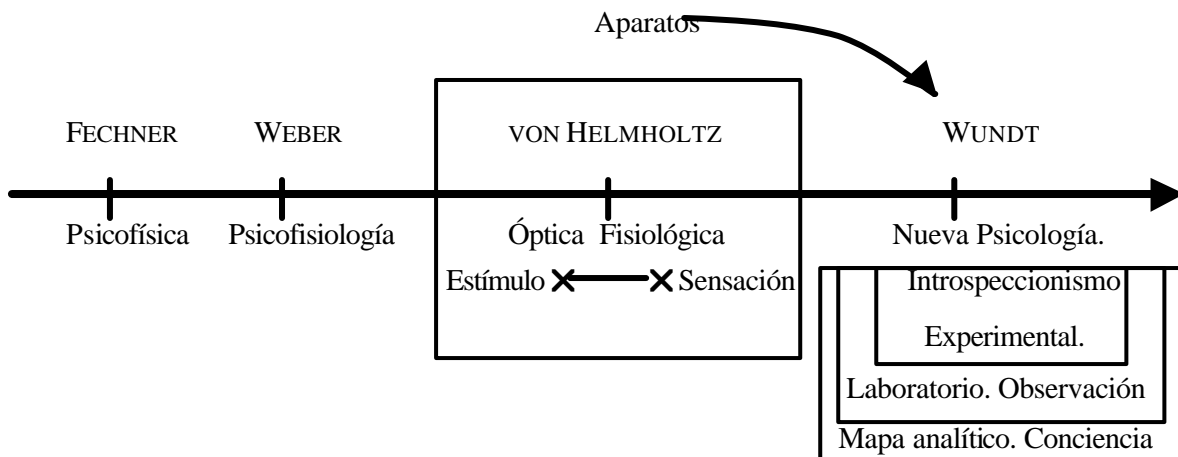 Aparatos
FECHNER WEBER VON HELMHOLTZ WUNDT
Psicofísica Psicofisiología Óptica Fisiológica Nueva Psicología.
Estímulo Sensación Introspeccionismo
Experimental.
Laboratorio. Observación
Mapa analítico. Conciencia